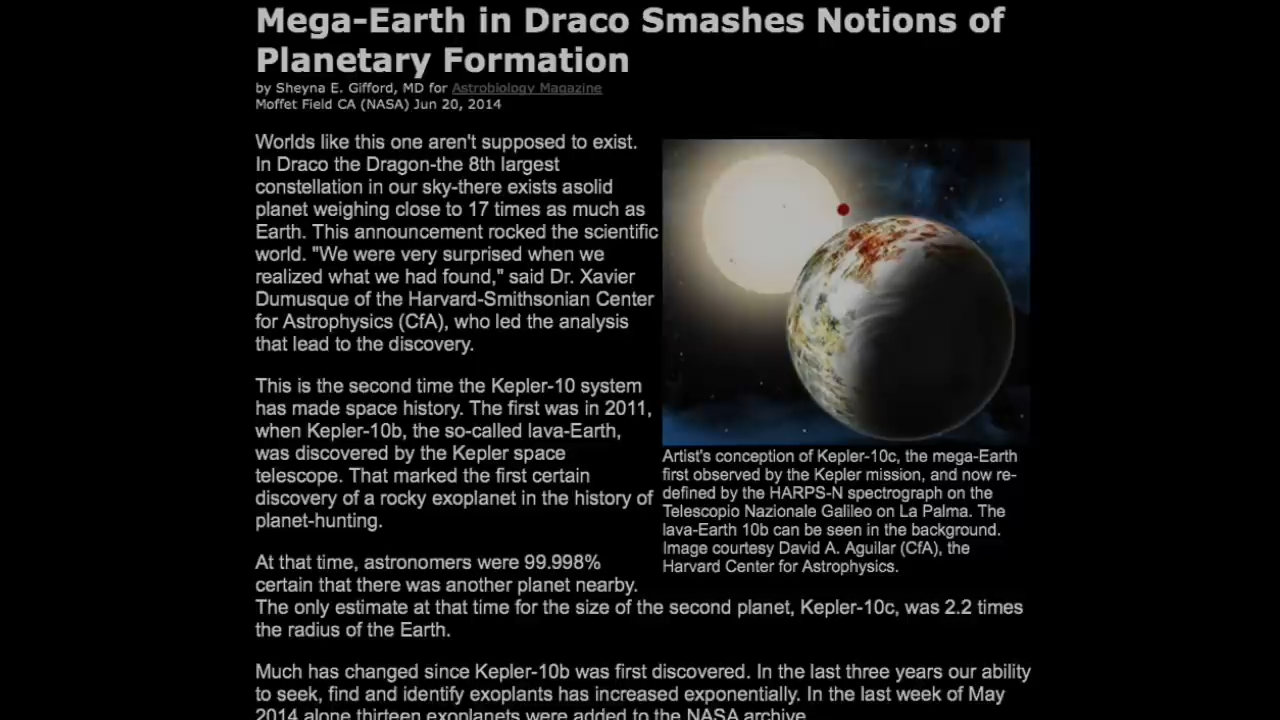 Mega-Earth in Draco Smashes Notions of
Planetary Formation
by Sheyna E. Gifford, MD for Astrobiology Magazine
Moffet Field CA (NASA) Jun 20, 2014
Worlds like this one aren't supposed to exist.
In Draco the Dragon-the 8th largest
constellation in our sky-there exists asolid
planet weighing close to 17 times as much as
Earth. This announcement rocked the scientific
world. "We were very surprised when we
realized what we had found," said Dr. Xavier
Dumusque of the Harvard-Smithsonian Center
for Astrophysics (CfA), who led the analysis
that lead to the discovery.
This is the second time the Kepler-10 system
has made space history. The first was in 2011,
when Kepler-10b, the so-called lava-Earth,
was discovered by the Kepler space
telescope. That marked the first certain
discovery of a rocky exoplanet in the history of
planet-hunting.
Artist's conception of Kepler-10c, the mega-Earth
first observed by the Kepler mission, and now re-
defined by the HARPS-N spectrograph on the
Telescopio Nazionale Galileo on La Palma. The
lava-Earth 10b can be seen in the background.
Image courtesy David A. Aguilar (CfA), the
Harvard Center for Astrophysics.
At that time, astronomers were 99.998%
certain that there was another planet nearby.
The only estimate at that time for the size of the second planet, Kepler-10c, was 2.2 times
the radius of the Earth.
Much has changed since Kepler-10b was first discovered. In the last three years our ability
to seek, find and identify exoplants has increased exponentially. In the last week of May
2014 alone thirteen exoplanets were added to the NASA archive.